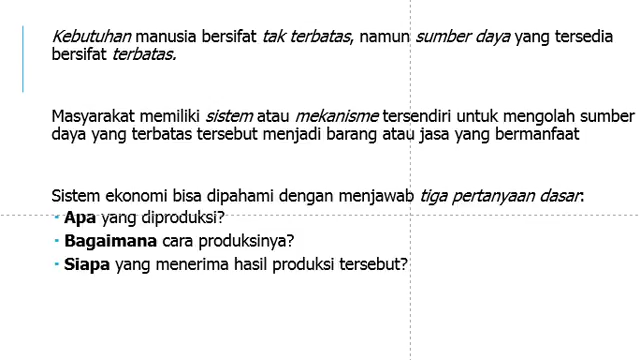 Kebutuhan manusia bersifat tak terbatas, namun sumber daya yang tersedia
bersifat terbatas.
Masyarakat memiliki sistem atau mekanisme tersendiri untuk mengolah sumber
daya yang terbatas tersebut menjadi barang atau jasa yang bermanfaat
Sistem ekonomi bisa dipahami dengan menjawab tiga pertanyaan dasar:
- Apa yang diproduksi?
- Bagaimana cara produksinya?
- Siapa yang menerima hasil produksi tersebut?